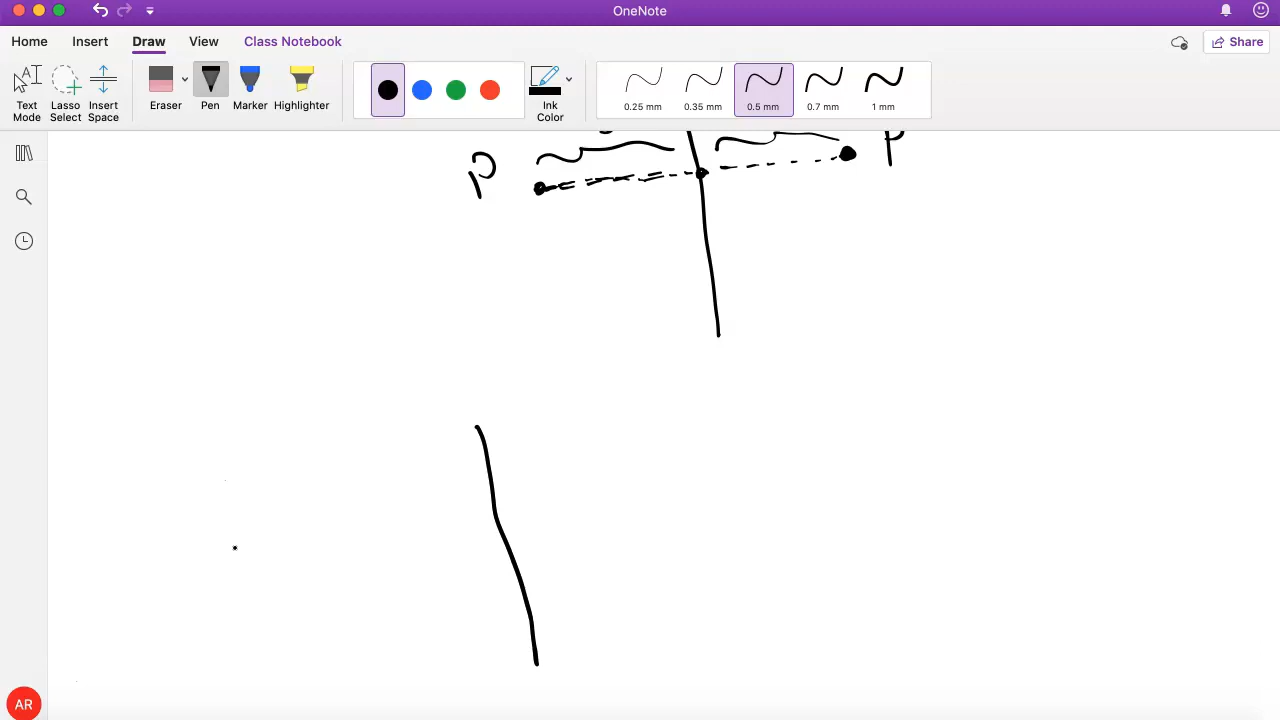 OneNote
Home Insert Draw View Class Notebook
Share
Text Mode
Lasso Select
Insert Space
Eraser
Pen
Marker
Highlighter
Ink Color
0.25 mm
0.35 mm
0.5 mm
0.7 mm
1 mm
P
AR